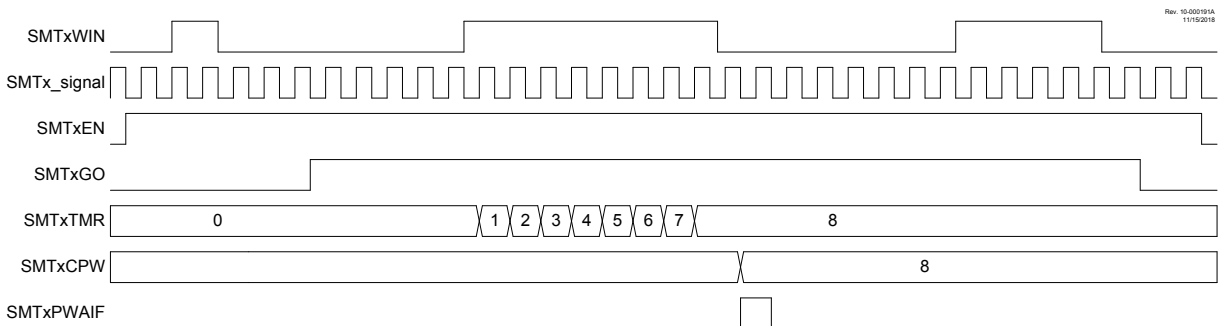 Rev. 10-000191A
11/15/2018
SMTxWIN
SMTx_signal
SMTxEN
SMTxGO
SMTxTMR 0 1 2 3 4 5 6 7 8
SMTxCPW 8
SMTxPWAIF